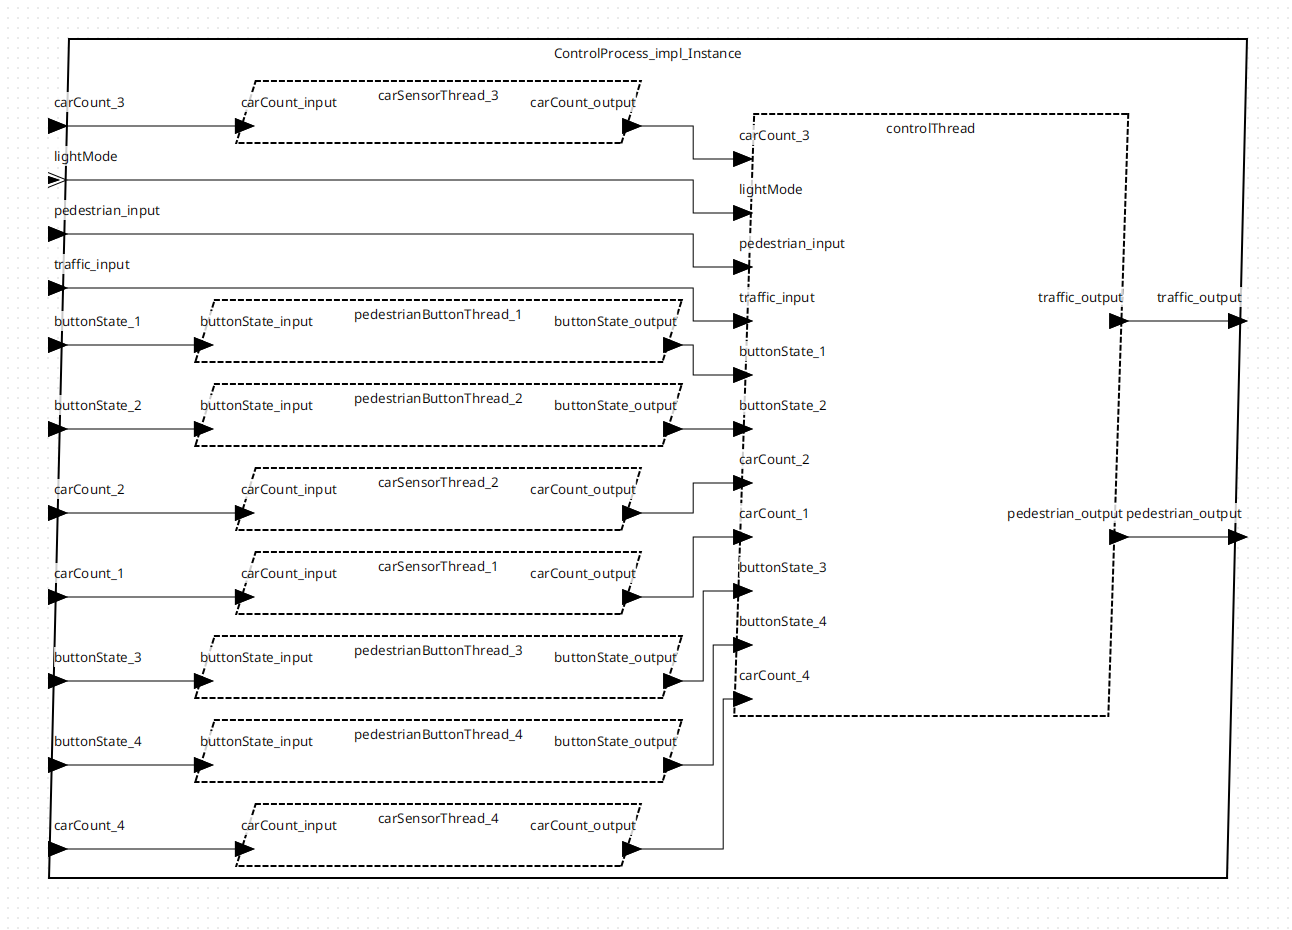 ControlProcess_impl_Instance
carCount_3
carCount_input
carSensorThread_3
carCount_output
controlThread
carCount_3
lightMode
lightMode
pedestrian_input
pedestrian_input
traffic_input
traffic_input
traffic_output
traffic_output
buttonState_1
buttonState_input
pedestrianButtonThread_1
buttonState_output
buttonState_1
buttonState_2
buttonState_input
pedestrianButtonThread_2
buttonState_output
buttonState_2
carCount_2
carCount_2
carCount_input
carSensorThread_2
carCount_output
carCount_1
pedestrian_output
pedestrian_output
carCount_1
carCount_input
carSensorThread_1
carCount_output
buttonState_3
buttonState_4
buttonState_3
buttonState_input
pedestrianButtonThread_3
buttonState_output
carCount_4
buttonState_4
buttonState_input
pedestrianButtonThread_4
buttonState_output
carCount_4
carCount_input
carSensorThread_4
carCount_output